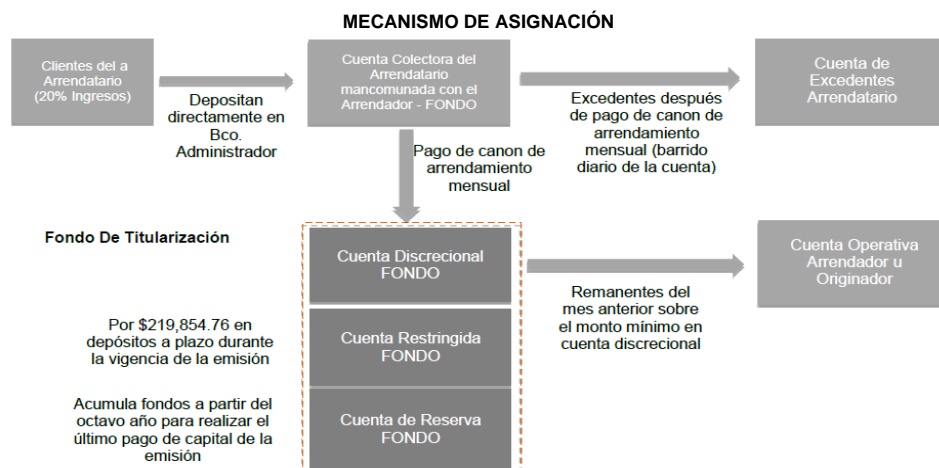 MECANISMO DE ASIGNACIÓN
Clientes del a
Arrendatario
(20% Ingresos)
Depositan
directamente en
Bco.
Administrador
Cuenta Colectora del
Arrendatario
mancomunada con el
Arrendador - FONDO
Excedentes después
de pago de canon de
arrendamiento
mensual (barrido
diario de la cuenta)
Cuenta de
Excedentes
Arrendatario
Pago de canon de
arrendamiento
mensual
Fondo De Titularización
Cuenta Discrecional
FONDO
Remanentes del
mes anterior sobre
el monto mínimo en
cuenta discrecional
Cuenta Operativa
Arrendador u
Originador
Por $219,854.76 en
depósitos a plazo durante
la vigencia de la emisión
Cuenta Restringida
FONDO
Acumula fondos a partir del
octavo año para realizar el
último pago de capital de la
emisión
Cuenta de Reserva
FONDO